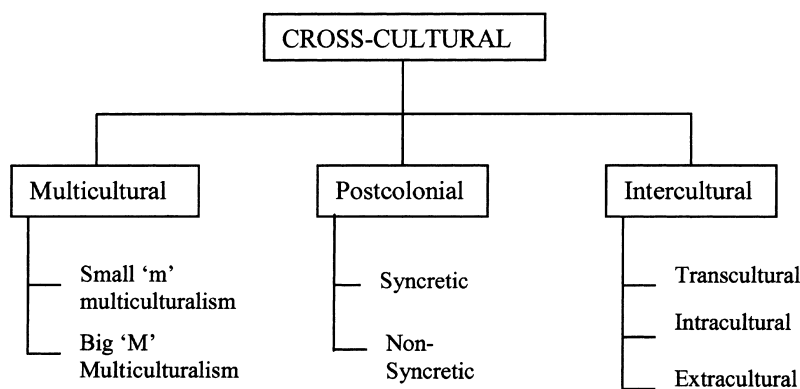 CROSS-CULTURAL
Multicultural
Postcolonial
Intercultural
Small ‘m’
multiculturalism
Big ‘M’
Multiculturalism
Syncretic
Non-
Syncretic
Transcultural
Intracultural
Extracultural